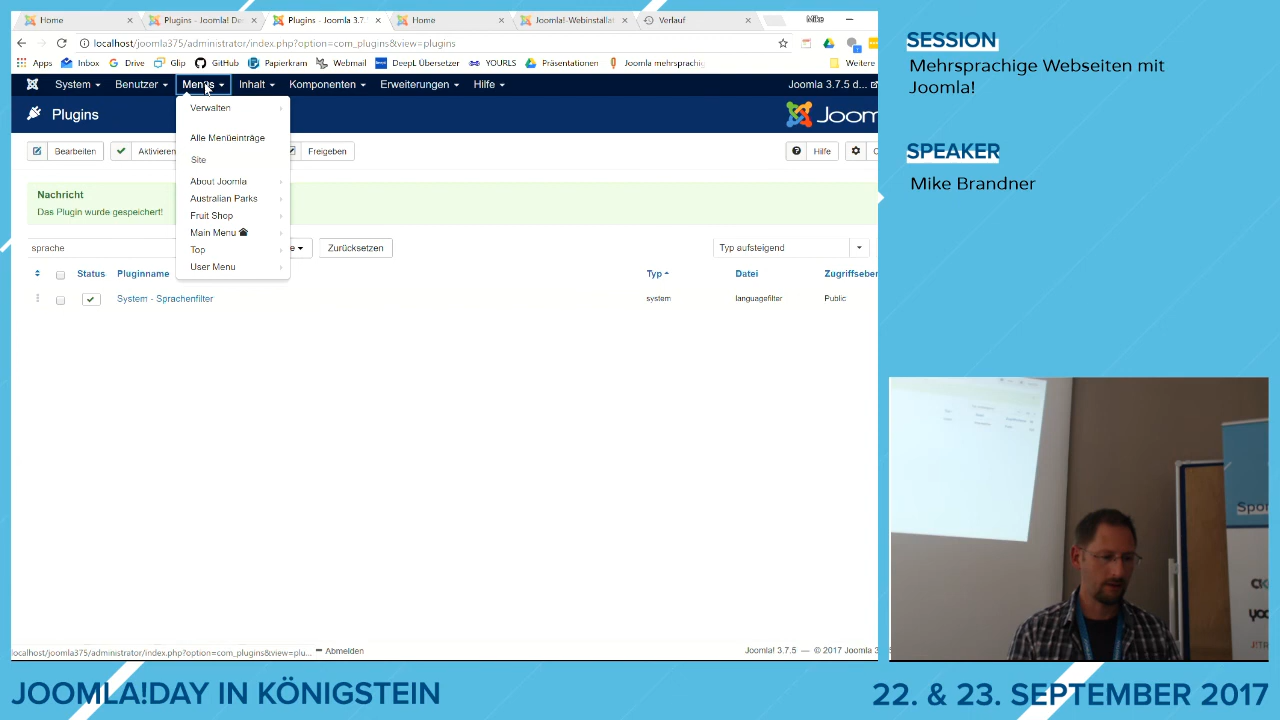 Home
Plugins - Joomla! De
Plugins - Joomla 3.7.
Home
Joomla!-Webinstalla
Verlauf
Mike
localhost/joomla375/administrator/index.php?option=com_plugins&view=plugins
Apps
Inbox
Drive
Glip
GitHub
Papierkram
Webmail
DeepL Übersetzer
YOURLS
Präsentationen
Joomla mehrsprachig
Weitere
System
Benutzer
Menüs
Inhalt
Komponenten
Erweiterungen
Hilfe
Joomla 3.7.5 d...
Plugins
Verwalten
Alle Menüeinträge
Site
About Joomla
Australian Parks
Fruit Shop
Main Menu
Top
User Menu
Bearbeiten
Aktivieren
Freigeben
Hilfe
Nachricht
Das Plugin wurde gespeichert!
sprache
Zurücksetzen
Typ aufsteigend
Status
Pluginname
Typ
Datei
Zugriffseben
System - Sprachenfilter
system
languagefilter
Public
localhost/joomla375/administrator/index.php?option=com_plugins&view=plu...
Abmelden
Joomla! 3.7.5 — © 2017 Joomla 3
SESSION
Mehrsprachige Webseiten mit
Joomla!
SPEAKER
Mike Brandner
Spor
JOOMLA!DAY IN KÖNIGSTEIN
22. & 23. SEPTEMBER 2017